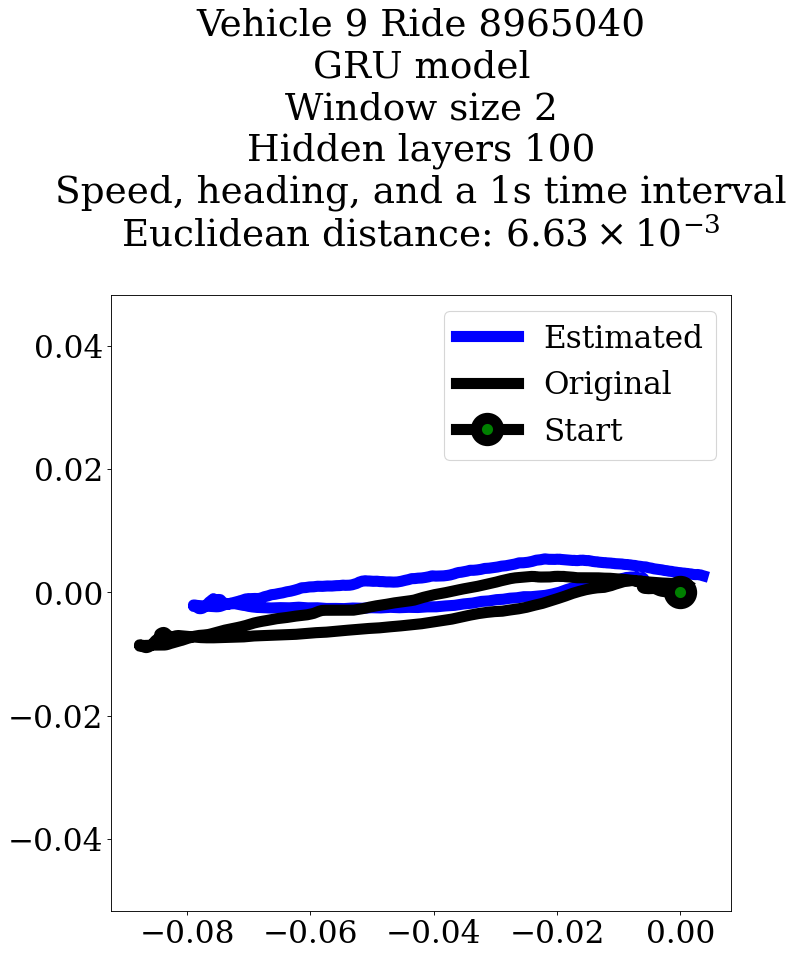 Vehicle 9 Ride 8965040
GRU model
Window size 2
Hidden layers 100
Speed, heading, and a 1s time interval
Euclidean distance: 6.63 × 10⁻³
Estimated
Original
Start
0.04
0.02
0.00
−0.02
−0.04
−0.08 −0.06 −0.04 −0.02 0.00